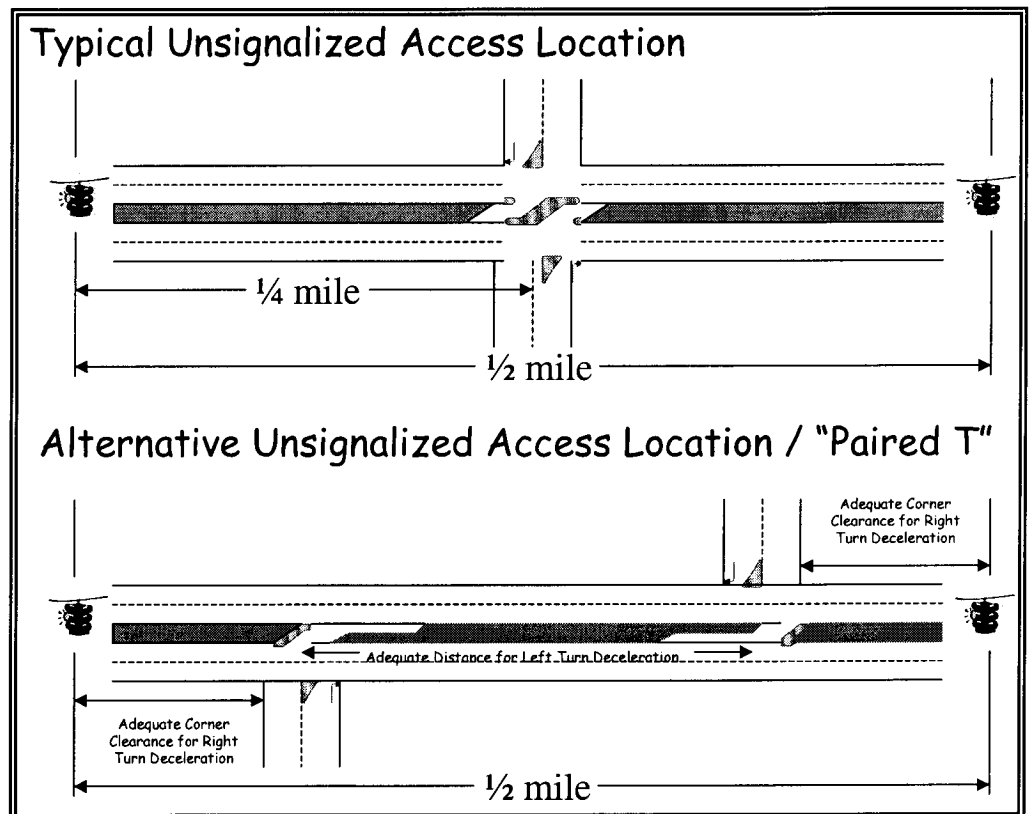 Typical Unsignalized Access Location
¼ mile
½ mile
Alternative Unsignalized Access Location / "Paired T"
Adequate Corner
Clearance for Right
Turn Deceleration
Adequate Distance for Left Turn Deceleration
Adequate Corner
Clearance for Right
Turn Deceleration
½ mile